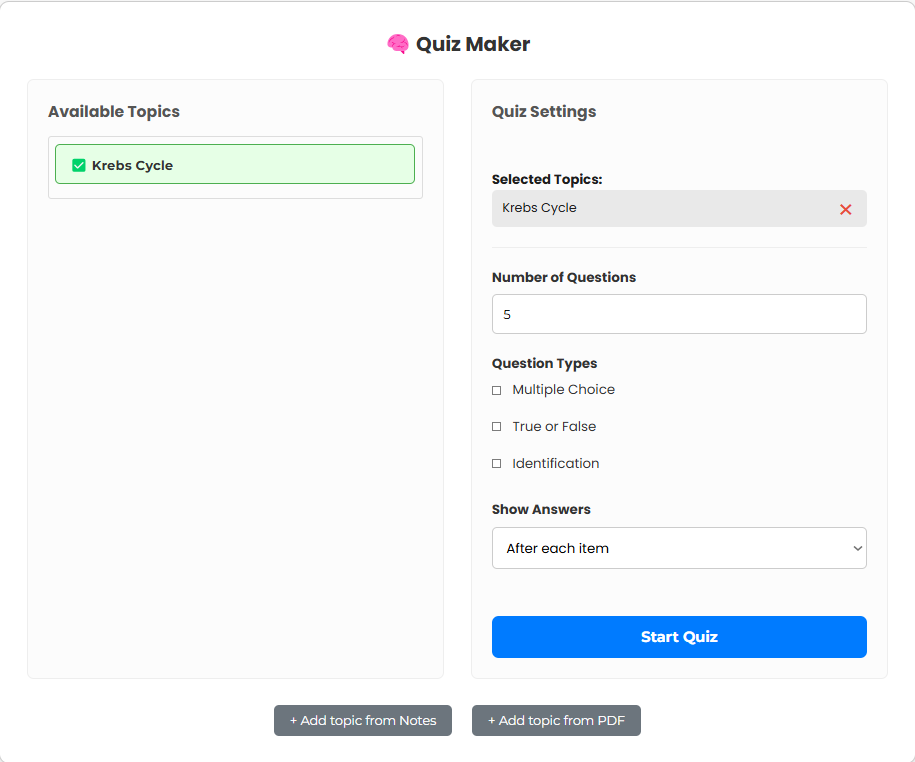 Quiz Maker
Available Topics
Krebs Cycle
Quiz Settings
Selected Topics:
Krebs Cycle
Number of Questions
5
Question Types
Multiple Choice
True or False
Identification
Show Answers
After each item
Start Quiz
+ Add topic from Notes
+ Add topic from PDF